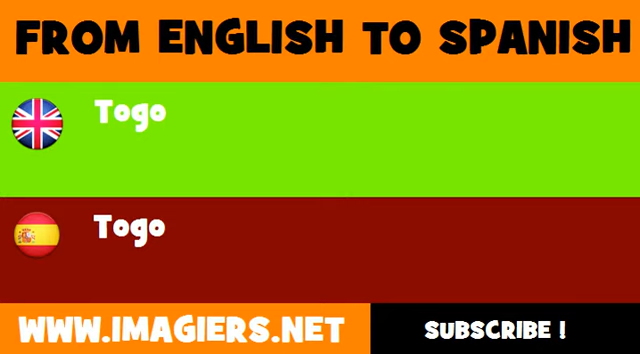 FROM ENGLISH TO SPANISH
Togo
Togo
WWW.IMAGIERS.NET
SUBSCRIBE !